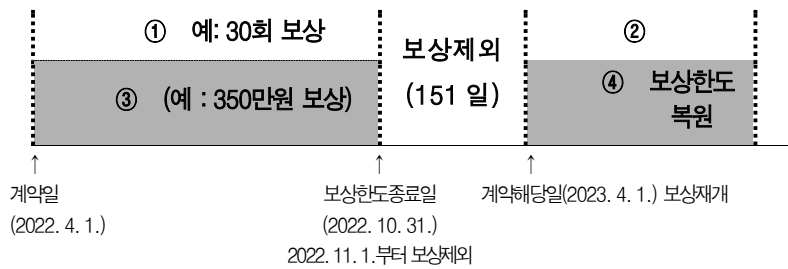 ① 예: 30회 보상
보상제외
(151 일)
②
③ (예 : 350만원 보상)
④ 보상한도
복원
↑
계약일
(2022. 4. 1.)
↑
보상한도종료일
(2022. 10. 31.)
2022. 11. 1.부터 보상제외
↑
계약해당일(2023. 4. 1.) 보상재개